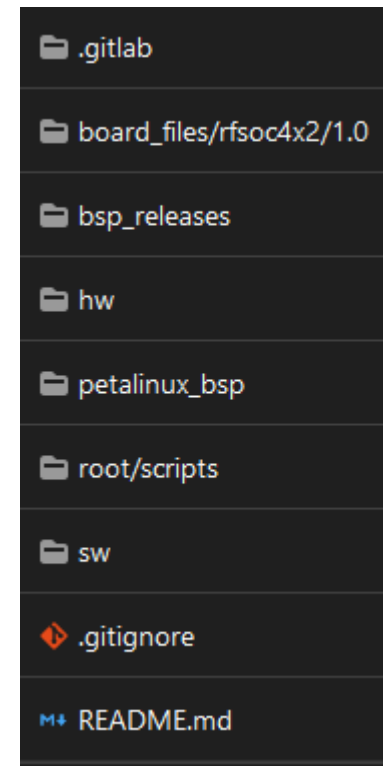 .gitlab
board_files/rfsoc4x2/1.0
bsp_releases
hw
petalinux_bsp
root/scripts
sw
.gitignore
M↓ README.md